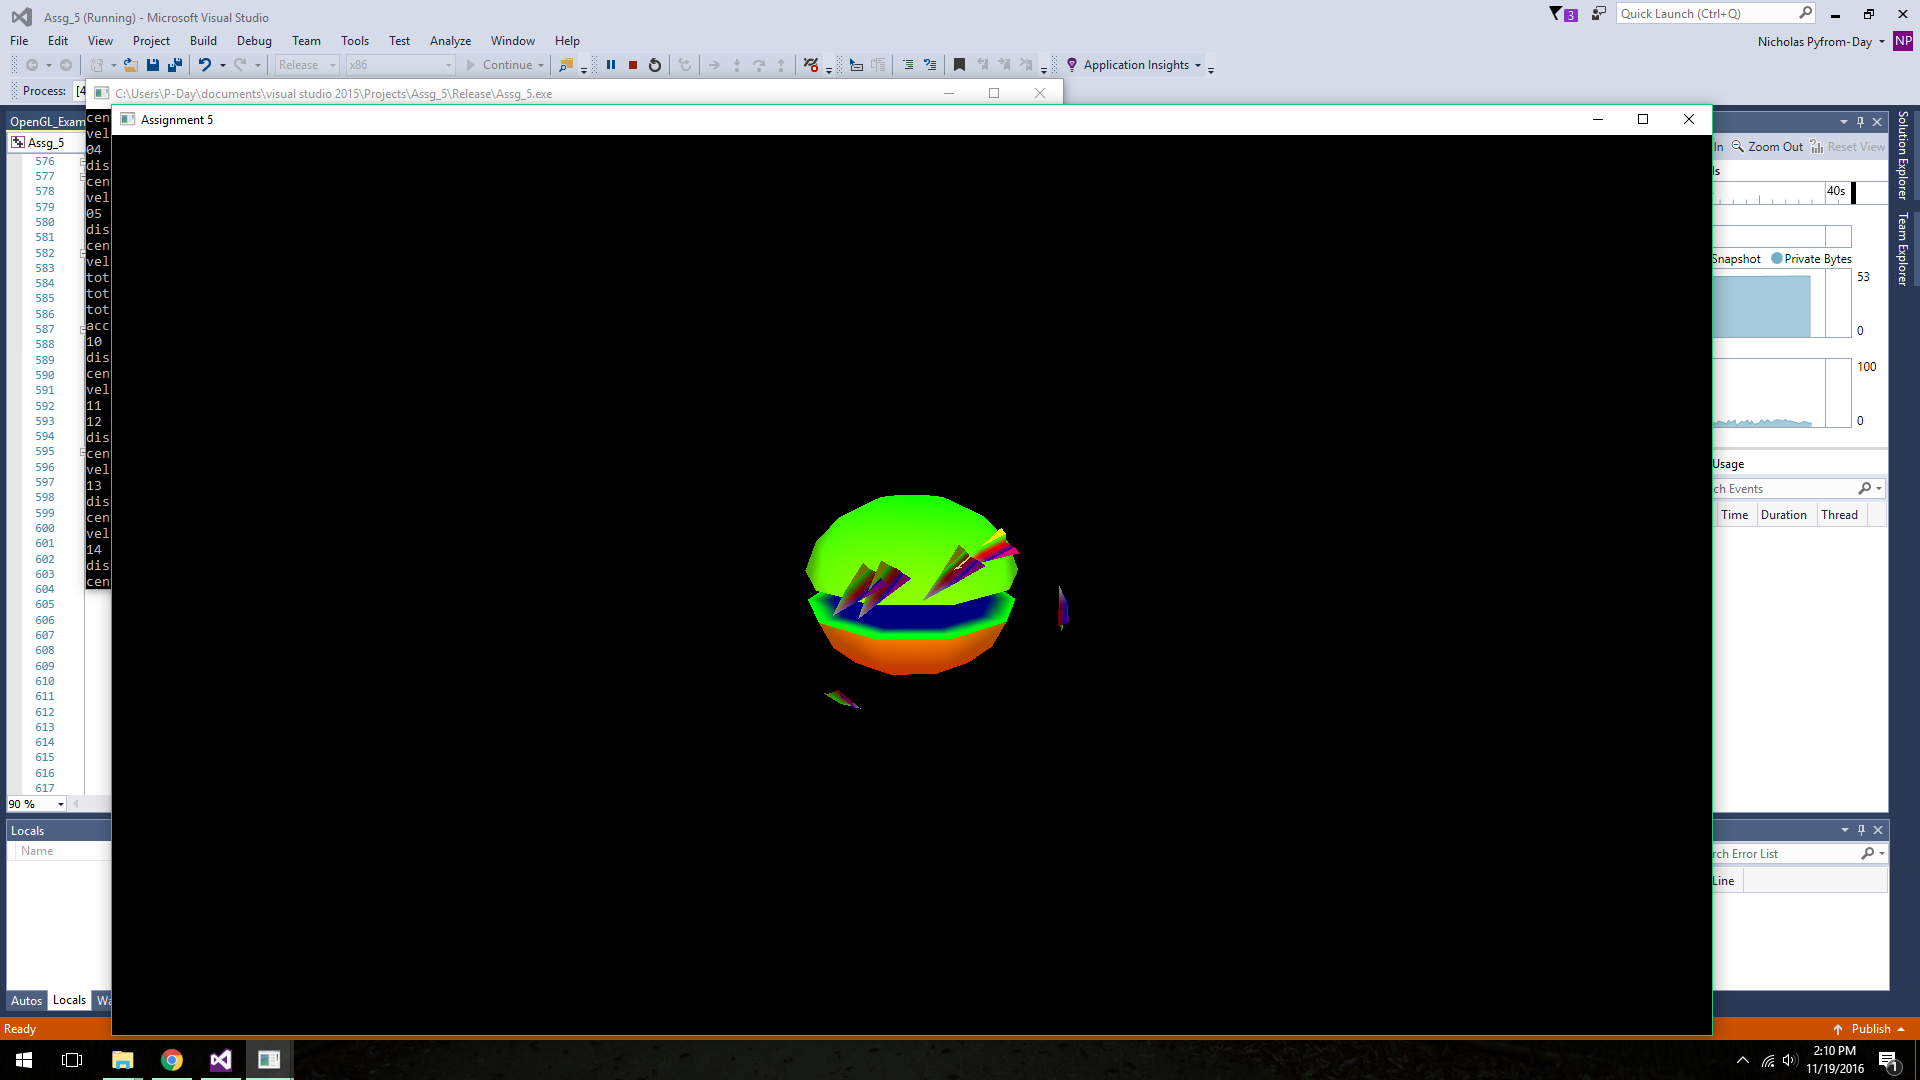 Assg_5 (Running) - Microsoft Visual Studio
3
Quick Launch (Ctrl+Q)
File Edit View Project Build Debug Team Tools Test Analyze Window Help
Nicholas Pyfrom-Day NP
Release x86 Continue Application Insights
Process: [4
C:\Users\P-Day\documents\visual studio 2015\Projects\Assg_5\Release\Assg_5.exe
Assignment 5
OpenGL_Exam
Assg_5
576
577
578
579
580
581
582
583
584
585
586
587
588
589
590
591
592
593
594
595
596
597
598
599
600
601
602
603
604
605
606
607
608
609
610
611
612
613
614
615
616
617
90 %
cen
vel
04
dis
cen
vel
05
dis
cen
vel
tot
tot
tot
acc
10
dis
cen
vel
11
12
dis
cen
vel
13
dis
cen
vel
14
dis
cen
In Zoom Out Reset View
ls
40s
Snapshot Private Bytes
53
0
100
0
Usage
rch Events
Time Duration Thread
Solution Explorer
Team Explorer
Locals
Name
Autos Locals Wa
rch Error List
Line
Ready
Publish
2:10 PM
11/19/2016
1